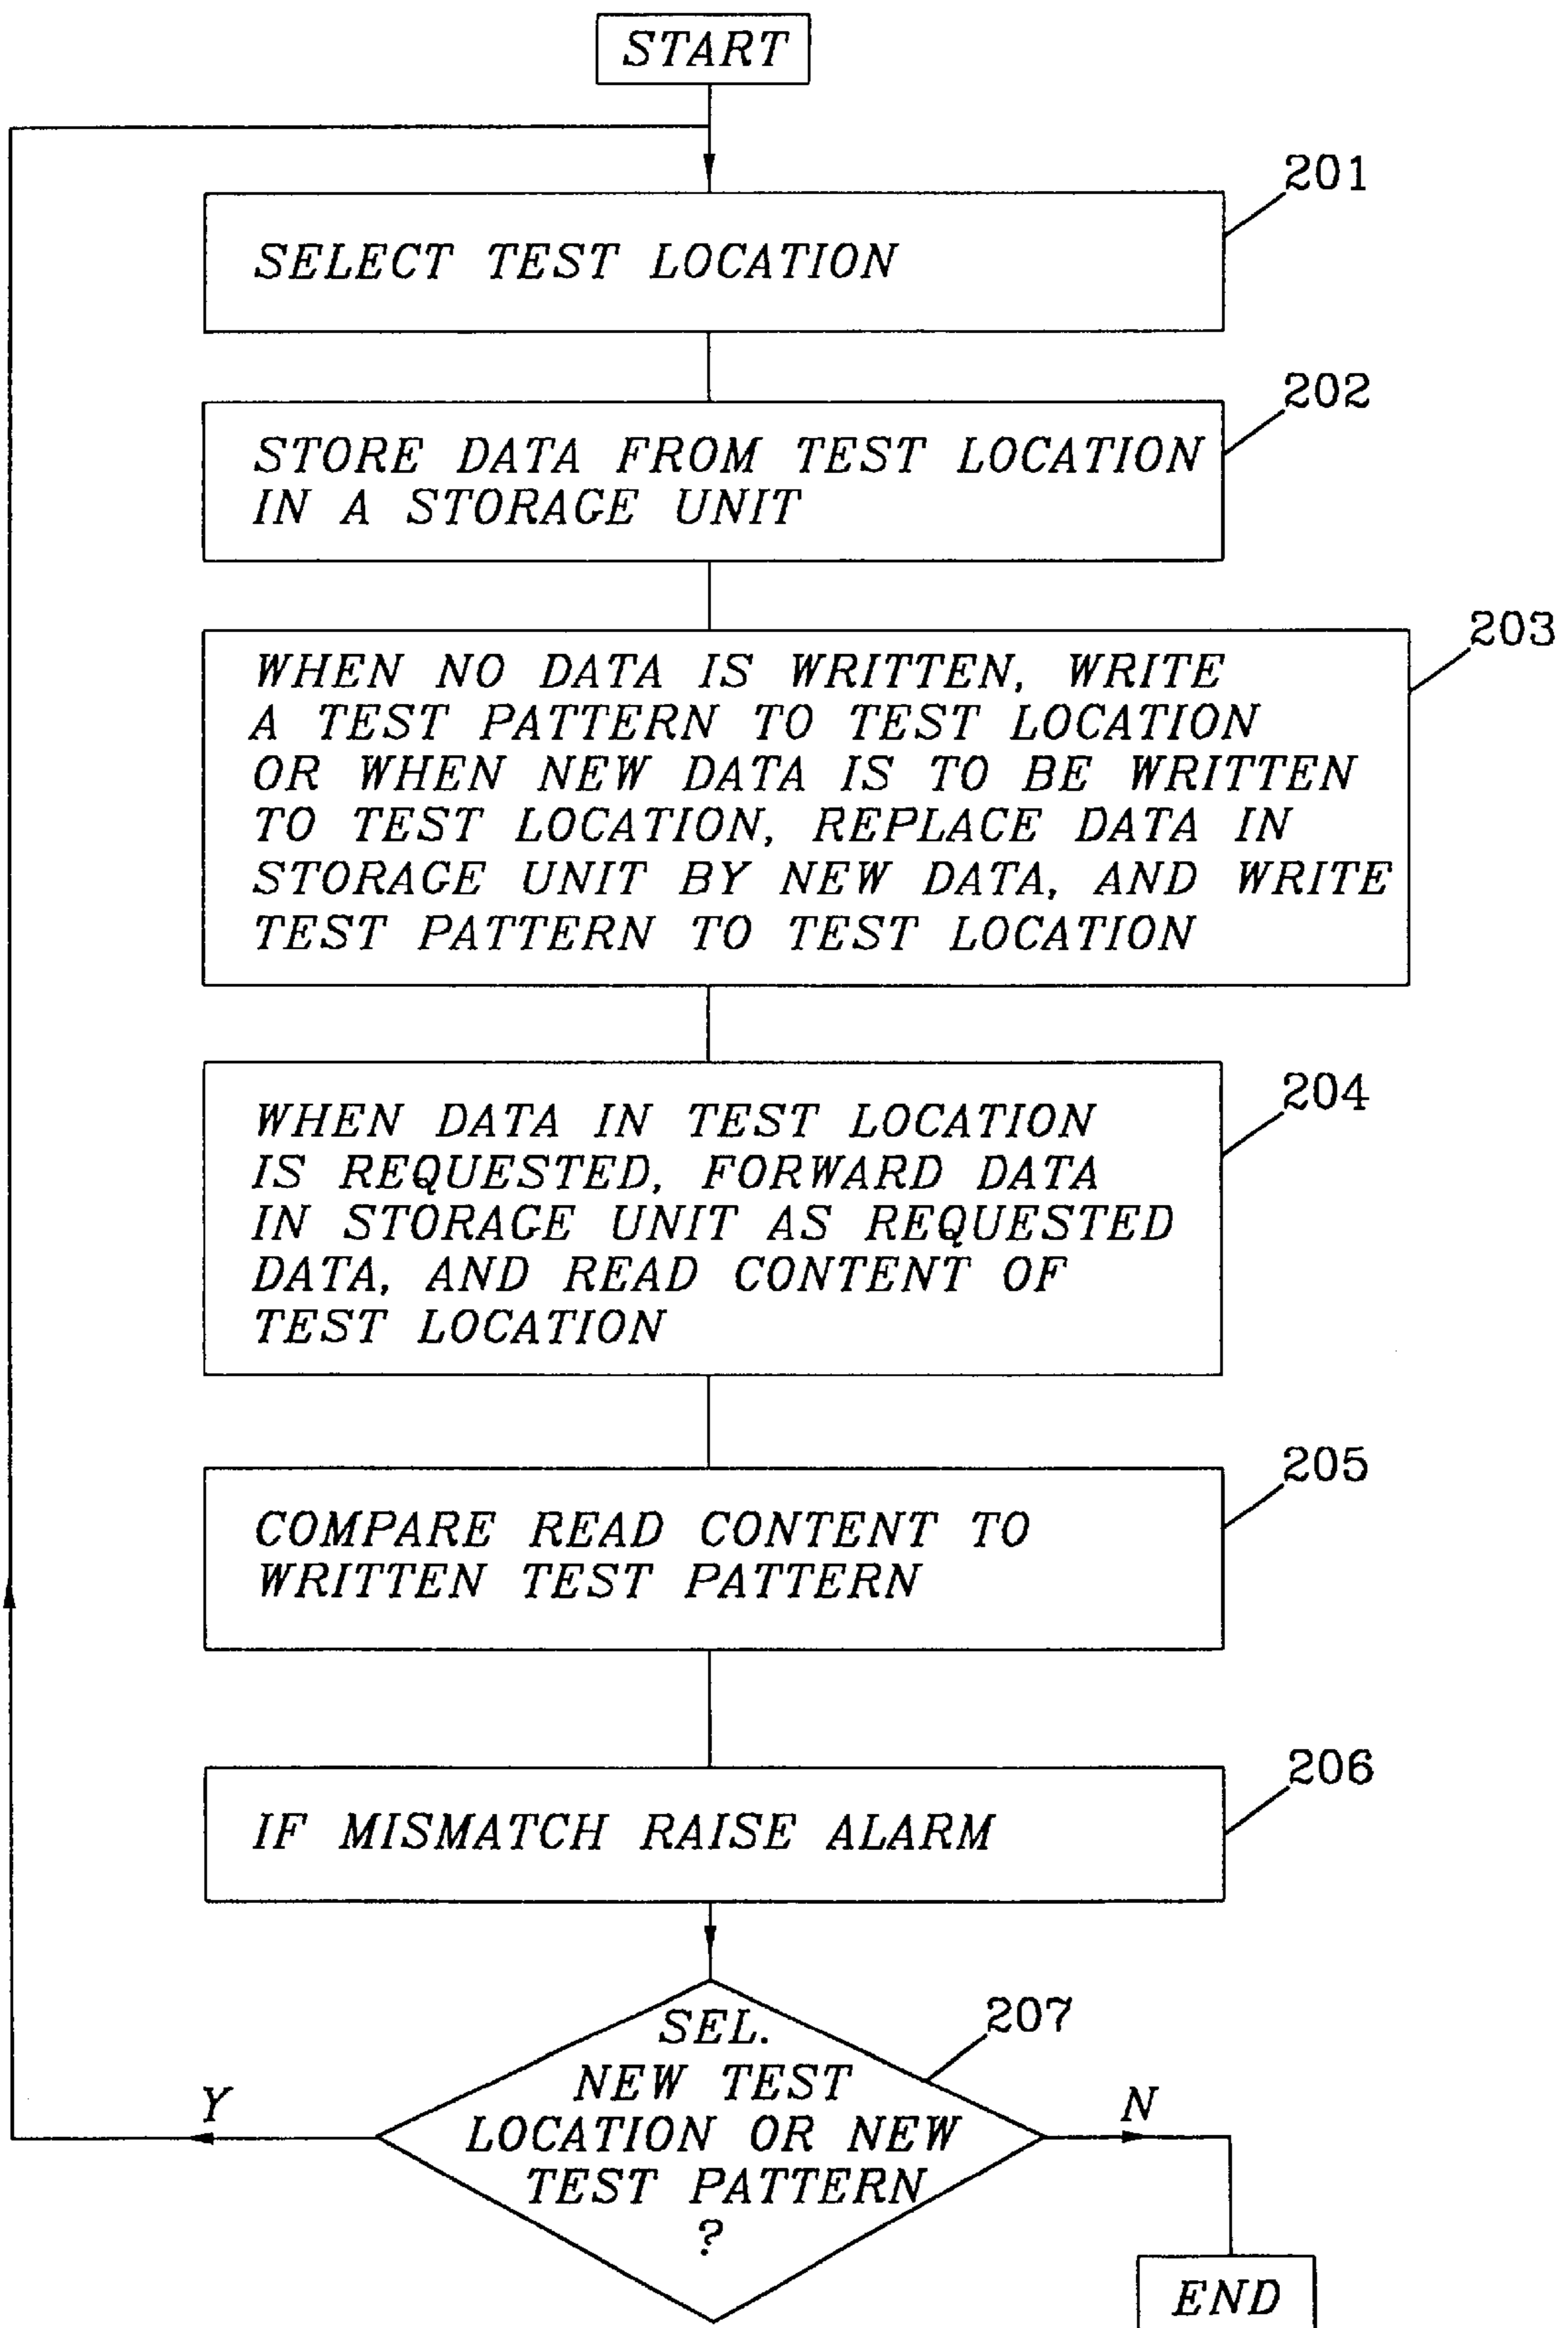 START
201
SELECT TEST LOCATION
202
STORE DATA FROM TEST LOCATION
IN A STORAGE UNIT
203
WHEN NO DATA IS WRITTEN, WRITE
A TEST PATTERN TO TEST LOCATION
OR WHEN NEW DATA IS TO BE WRITTEN
TO TEST LOCATION, REPLACE DATA IN
STORAGE UNIT BY NEW DATA, AND WRITE
TEST PATTERN TO TEST LOCATION
204
WHEN DATA IN TEST LOCATION
IS REQUESTED, FORWARD DATA
IN STORAGE UNIT AS REQUESTED
DATA, AND READ CONTENT OF
TEST LOCATION
205
COMPARE READ CONTENT TO
WRITTEN TEST PATTERN
206
IF MISMATCH RAISE ALARM
207
SEL.
NEW TEST
LOCATION OR NEW
TEST PATTERN
?
Y
N
END